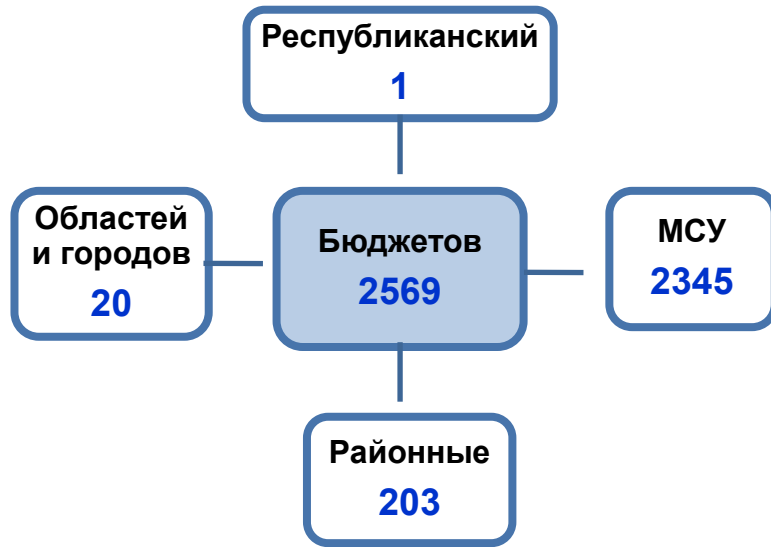 Республиканский
1
Областей
и городов
20
Бюджетов
2569
МСУ
2345
Районные
203